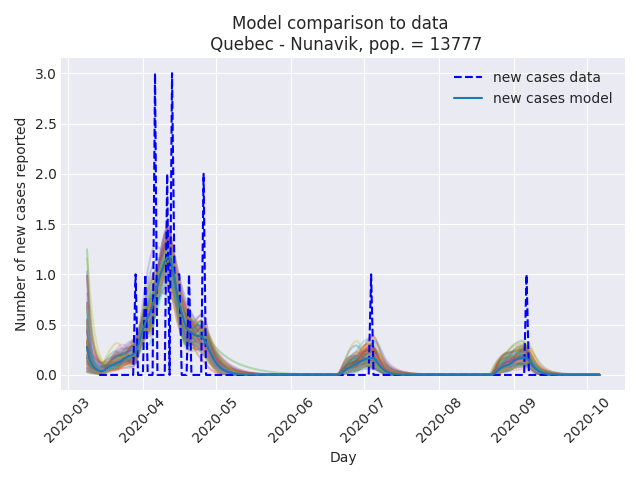 Model comparison to data
Quebec - Nunavik, pop. = 13777
new cases data
new cases model
Number of new cases reported
3.0
2.5
2.0
1.5
1.0
0.5
0.0
2020-03
2020-04
2020-05
2020-06
2020-07
2020-08
2020-09
2020-10
Day